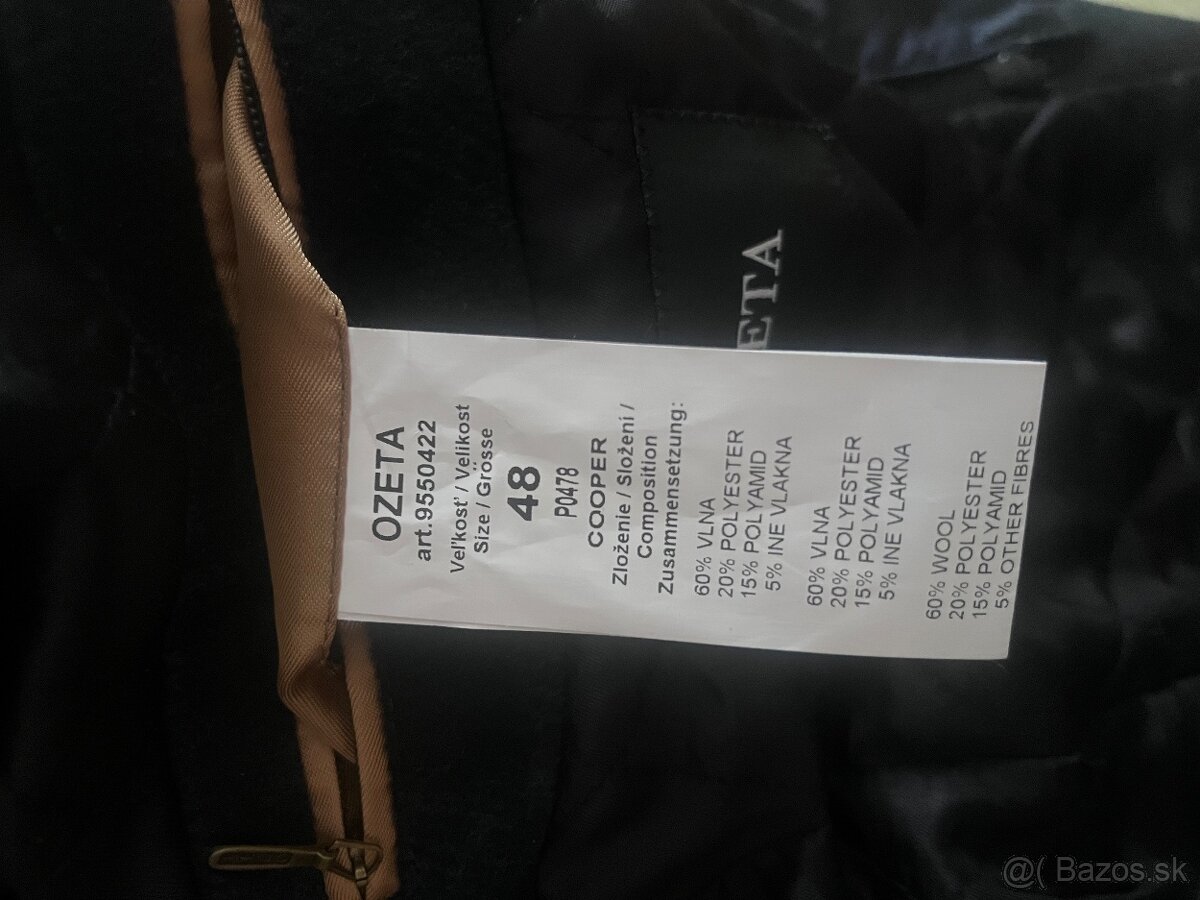 OZETA
art.9550422
Veľkosť / Velikost
Size / Grösse
48
P0478
COOPER
Zloženie / Složení /
Composition
Zusammensetzung:
60% VLNA
20% POLYESTER
15% POLYAMID
5% INE VLAKNA
60% VLNA
20% POLYESTER
15% POLYAMID
5% INE VLAKNA
60% WOOL
20% POLYESTER
15% POLYAMID
5% OTHER FIBRES
ETA
@( Bazos.sk